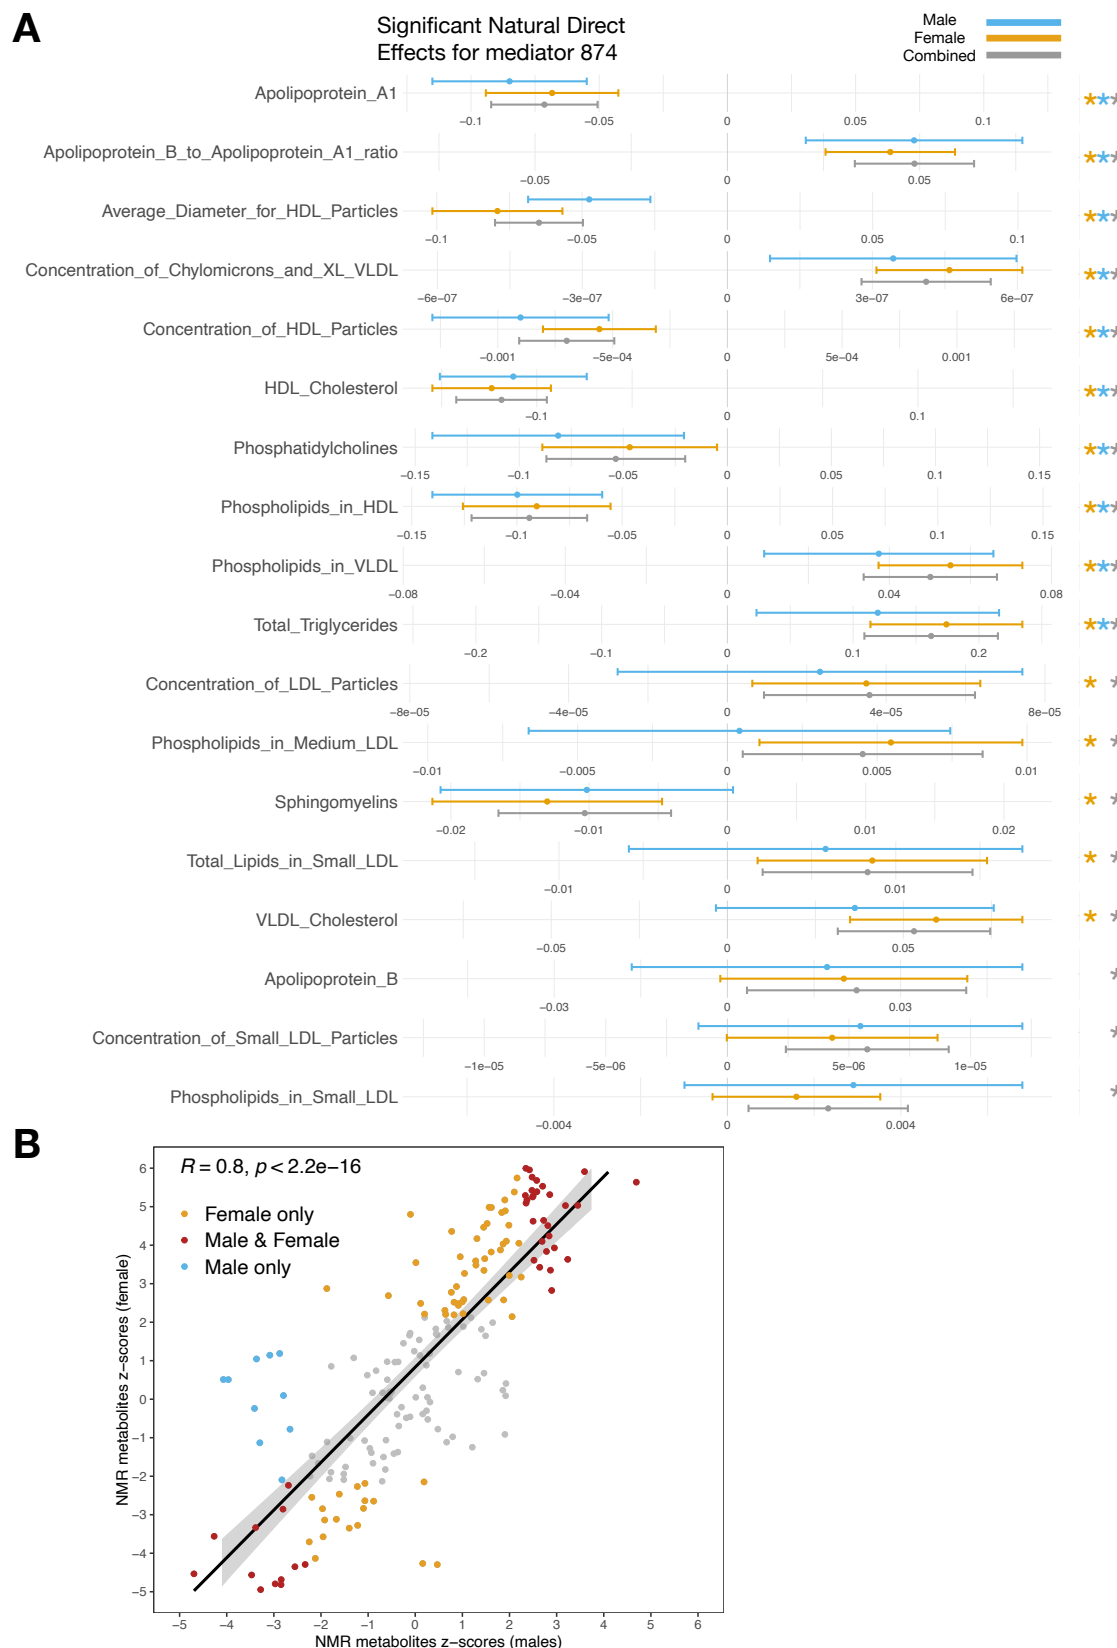 A
Significant Natural Direct
Effects for mediator 874
Male
Female
Combined
Apolipoprotein_A1
−0.1 −0.05 0 0.05 0.1
***
Apolipoprotein_B_to_Apolipoprotein_A1_ratio
−0.05 0 0.05
***
Average_Diameter_for_HDL_Particles
−0.1 −0.05 0 0.05 0.1
***
Concentration_of_Chylomicrons_and_XL_VLDL
−6e−07 −3e−07 0 3e−07 6e−07
***
Concentration_of_HDL_Particles
−0.001 −5e−04 0 5e−04 0.001
***
HDL_Cholesterol
−0.1 0 0.1
***
Phosphatidylcholines
−0.15 −0.1 −0.05 0 0.05 0.1 0.15
***
Phospholipids_in_HDL
−0.15 −0.1 −0.05 0 0.05 0.1 0.15
***
Phospholipids_in_VLDL
−0.08 −0.04 0 0.04 0.08
***
Total_Triglycerides
−0.2 −0.1 0 0.1 0.2
***
Concentration_of_LDL_Particles
−8e−05 −4e−05 0 4e−05 8e−05
* *
Phospholipids_in_Medium_LDL
−0.01 −0.005 0 0.005 0.01
* *
Sphingomyelins
−0.02 −0.01 0 0.01 0.02
* *
Total_Lipids_in_Small_LDL
−0.01 0 0.01
* *
VLDL_Cholesterol
−0.05 0 0.05
* *
Apolipoprotein_B
−0.03 0 0.03
*
Concentration_of_Small_LDL_Particles
−1e−05 −5e−06 0 5e−06 1e−05
*
Phospholipids_in_Small_LDL
−0.004 0 0.004
*
B
R = 0.8, p < 2.2e−16
Female only
Male & Female
Male only
NMR metabolites z−scores (female)
6
5
4
3
2
1
0
−1
−2
−3
−4
−5
−5 −4 −3 −2 −1 0 1 2 3 4 5 6
NMR metabolites z−scores (males)